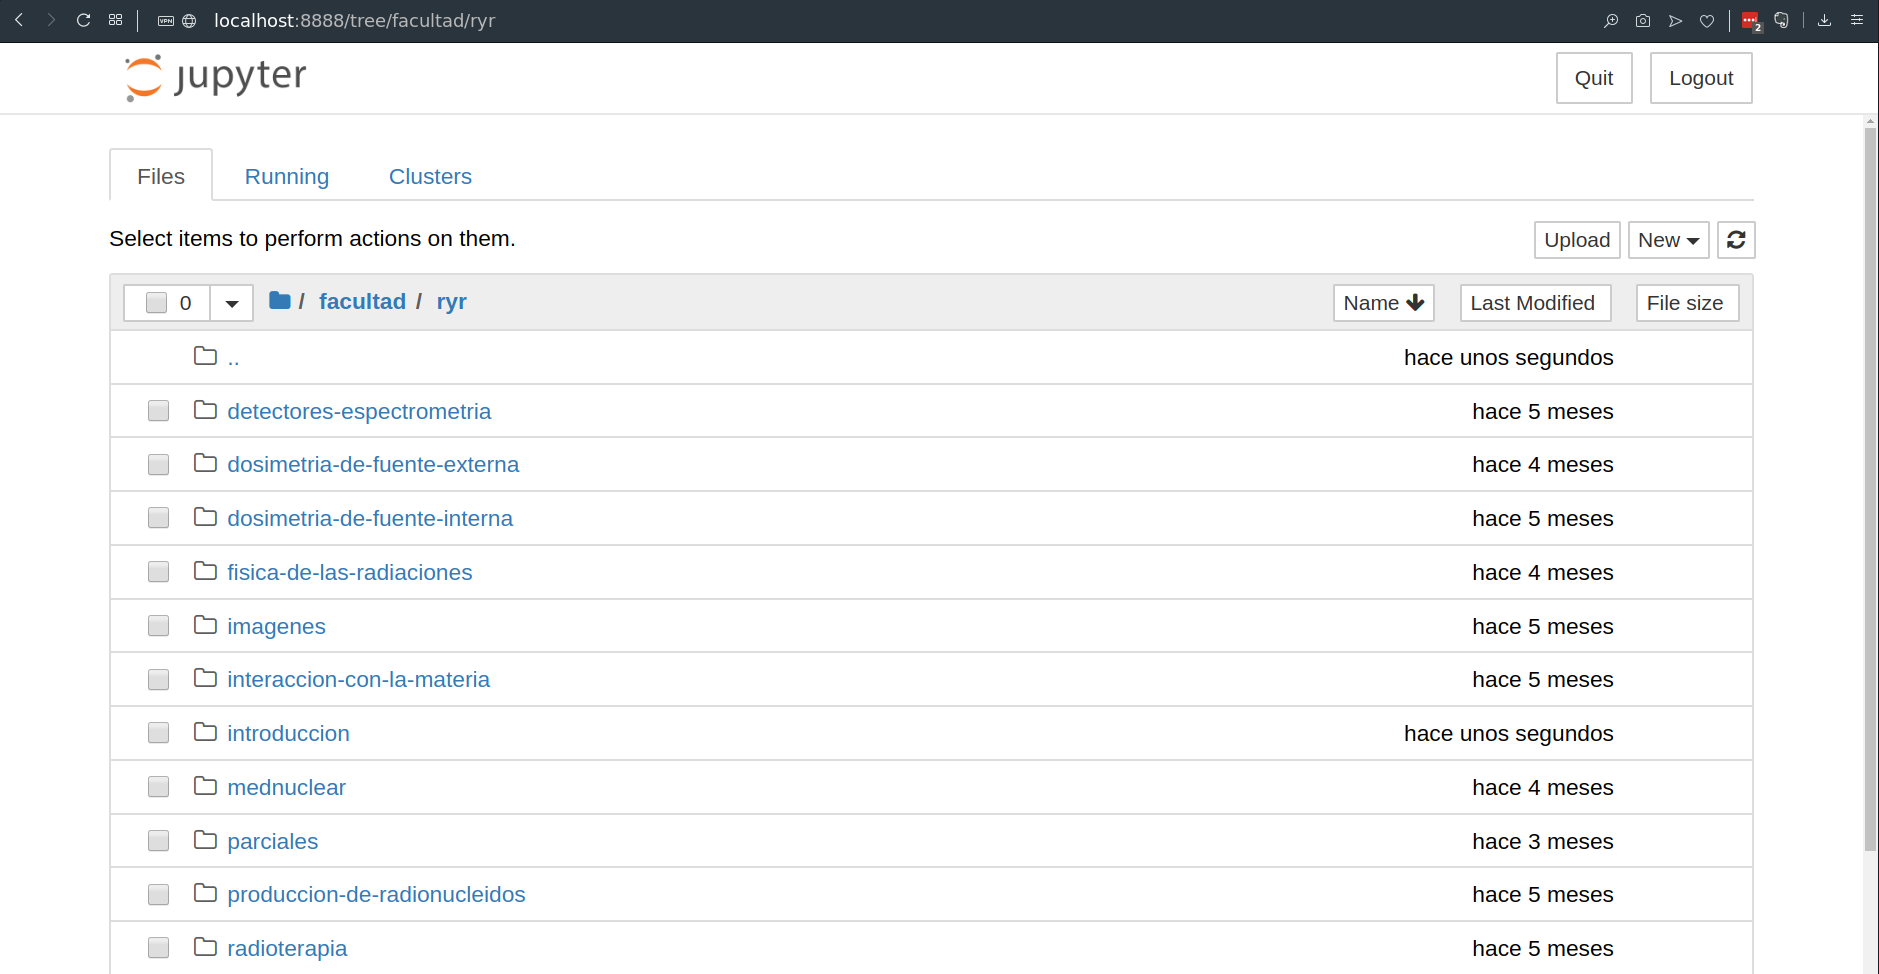 VPN localhost:8888/tree/facultad/ryr 2
jupyter Quit Logout
Files Running Clusters
Select items to perform actions on them. Upload New
0 / facultad / ryr Name Last Modified File size
.. hace unos segundos
detectores-espectrometria hace 5 meses
dosimetria-de-fuente-externa hace 4 meses
dosimetria-de-fuente-interna hace 5 meses
fisica-de-las-radiaciones hace 4 meses
imagenes hace 5 meses
interaccion-con-la-materia hace 5 meses
introduccion hace unos segundos
mednuclear hace 4 meses
parciales hace 3 meses
produccion-de-radionucleidos hace 5 meses
radioterapia hace 5 meses